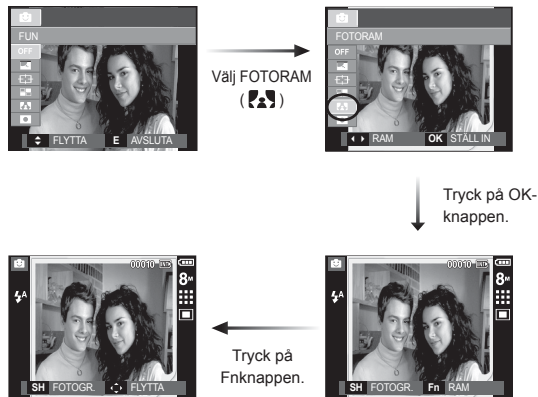 FUN
OFF
FLYTTA E AVSLUTA
Välj FOTORAM
( )
FOTORAM
OFF
RAM OK STÄLL IN
Tryck på OK-
knappen.
00010
8M
A
SH FOTOGR. Fn RAM
Tryck på
Fnknappen.
00010
8M
A
SH FOTOGR. FLYTTA